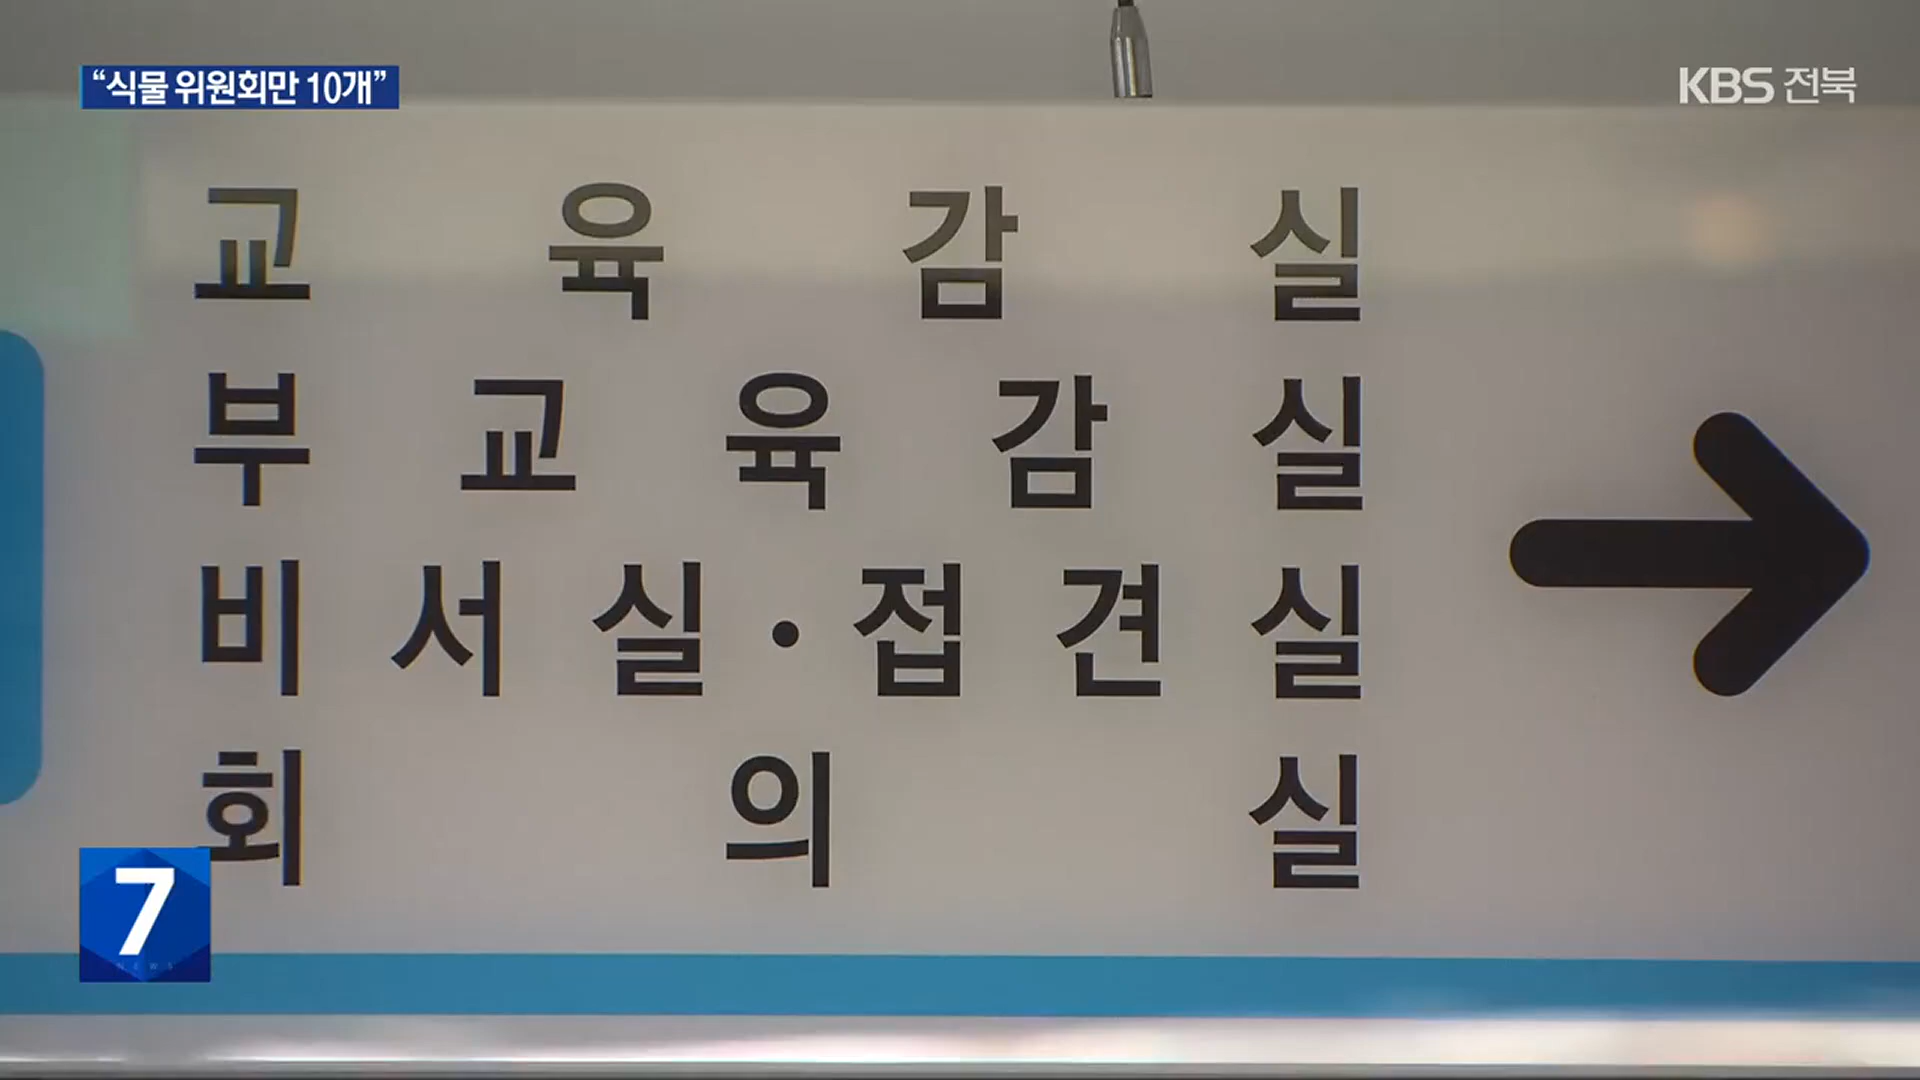 “식물 위원회만 10개”
KBS 전북
교 육 감 실
부 교 육 감 실
비 서 실 · 접 견 실
회 의 실
7
NEWS